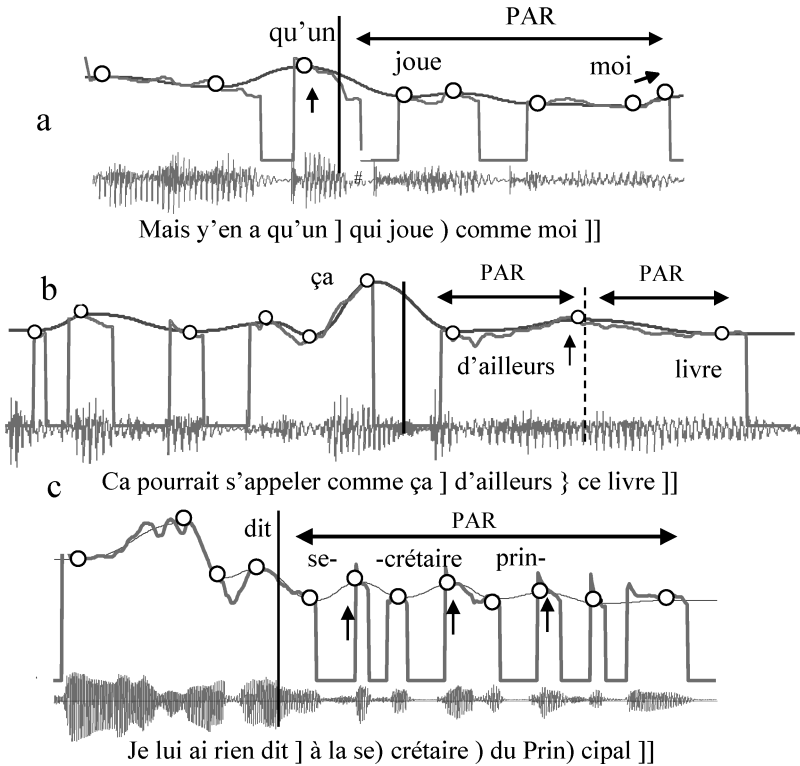 PAR
qu’un
joue
moi
a
#
Mais y’en a qu’un ] qui joue ) comme moi ]]
b
ça
PAR
PAR
d’ailleurs
livre
Ca pourrait s’appeler comme ça ] d’ailleurs } ce livre ]]
c
dit
PAR
se-
-crétaire
prin-
Je lui ai rien dit ] à la se) crétaire ) du Prin) cipal ]]